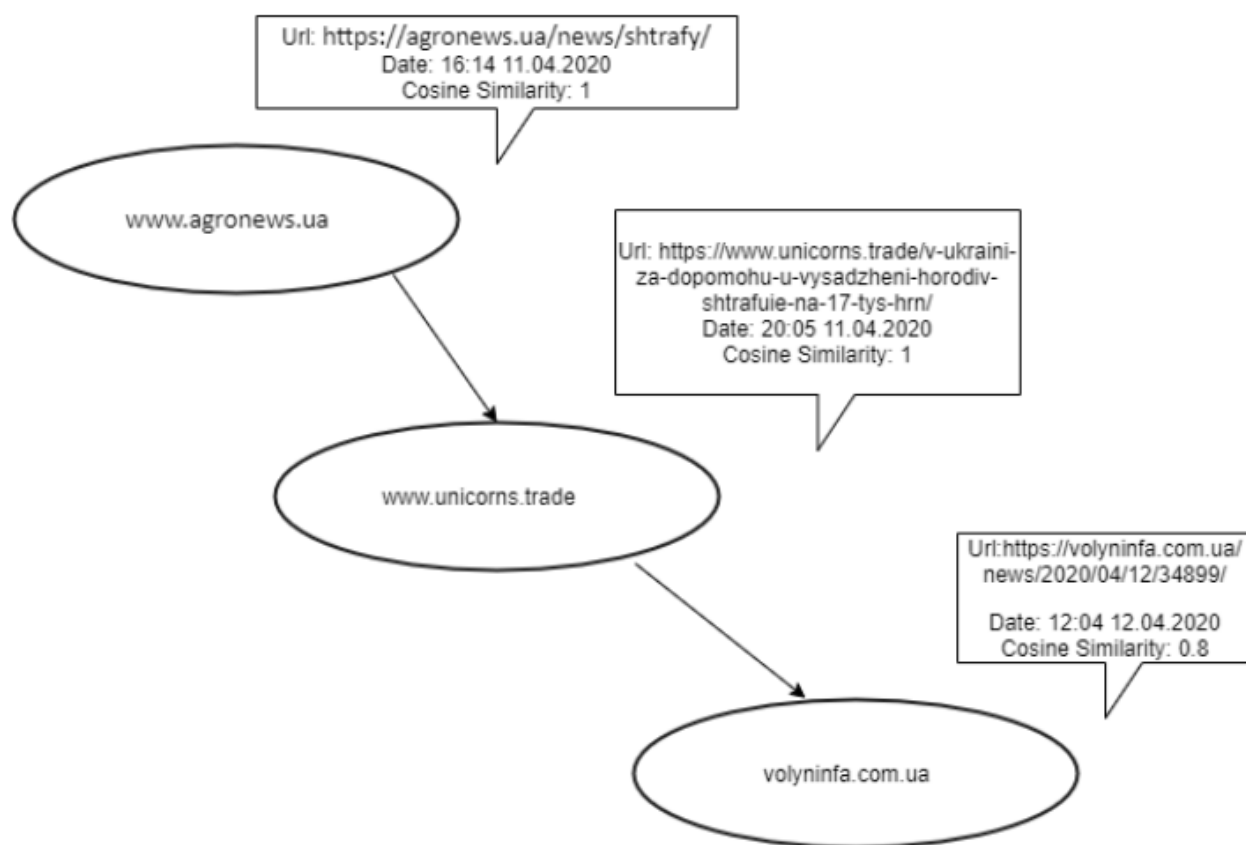 Url: https://agronews.ua/news/shtrafy/
Date: 16:14 11.04.2020
Cosine Similarity: 1
www.agronews.ua
Url: https://www.unicorns.trade/v-ukraini-
za-dopomohu-u-vysadzheni-horodiv-
shtrafuie-na-17-tys-hrn/
Date: 20:05 11.04.2020
Cosine Similarity: 1
www.unicorns.trade
Url:https://volyninfa.com.ua/
news/2020/04/12/34899/
Date: 12:04 12.04.2020
Cosine Similarity: 0.8
volyninfa.com.ua